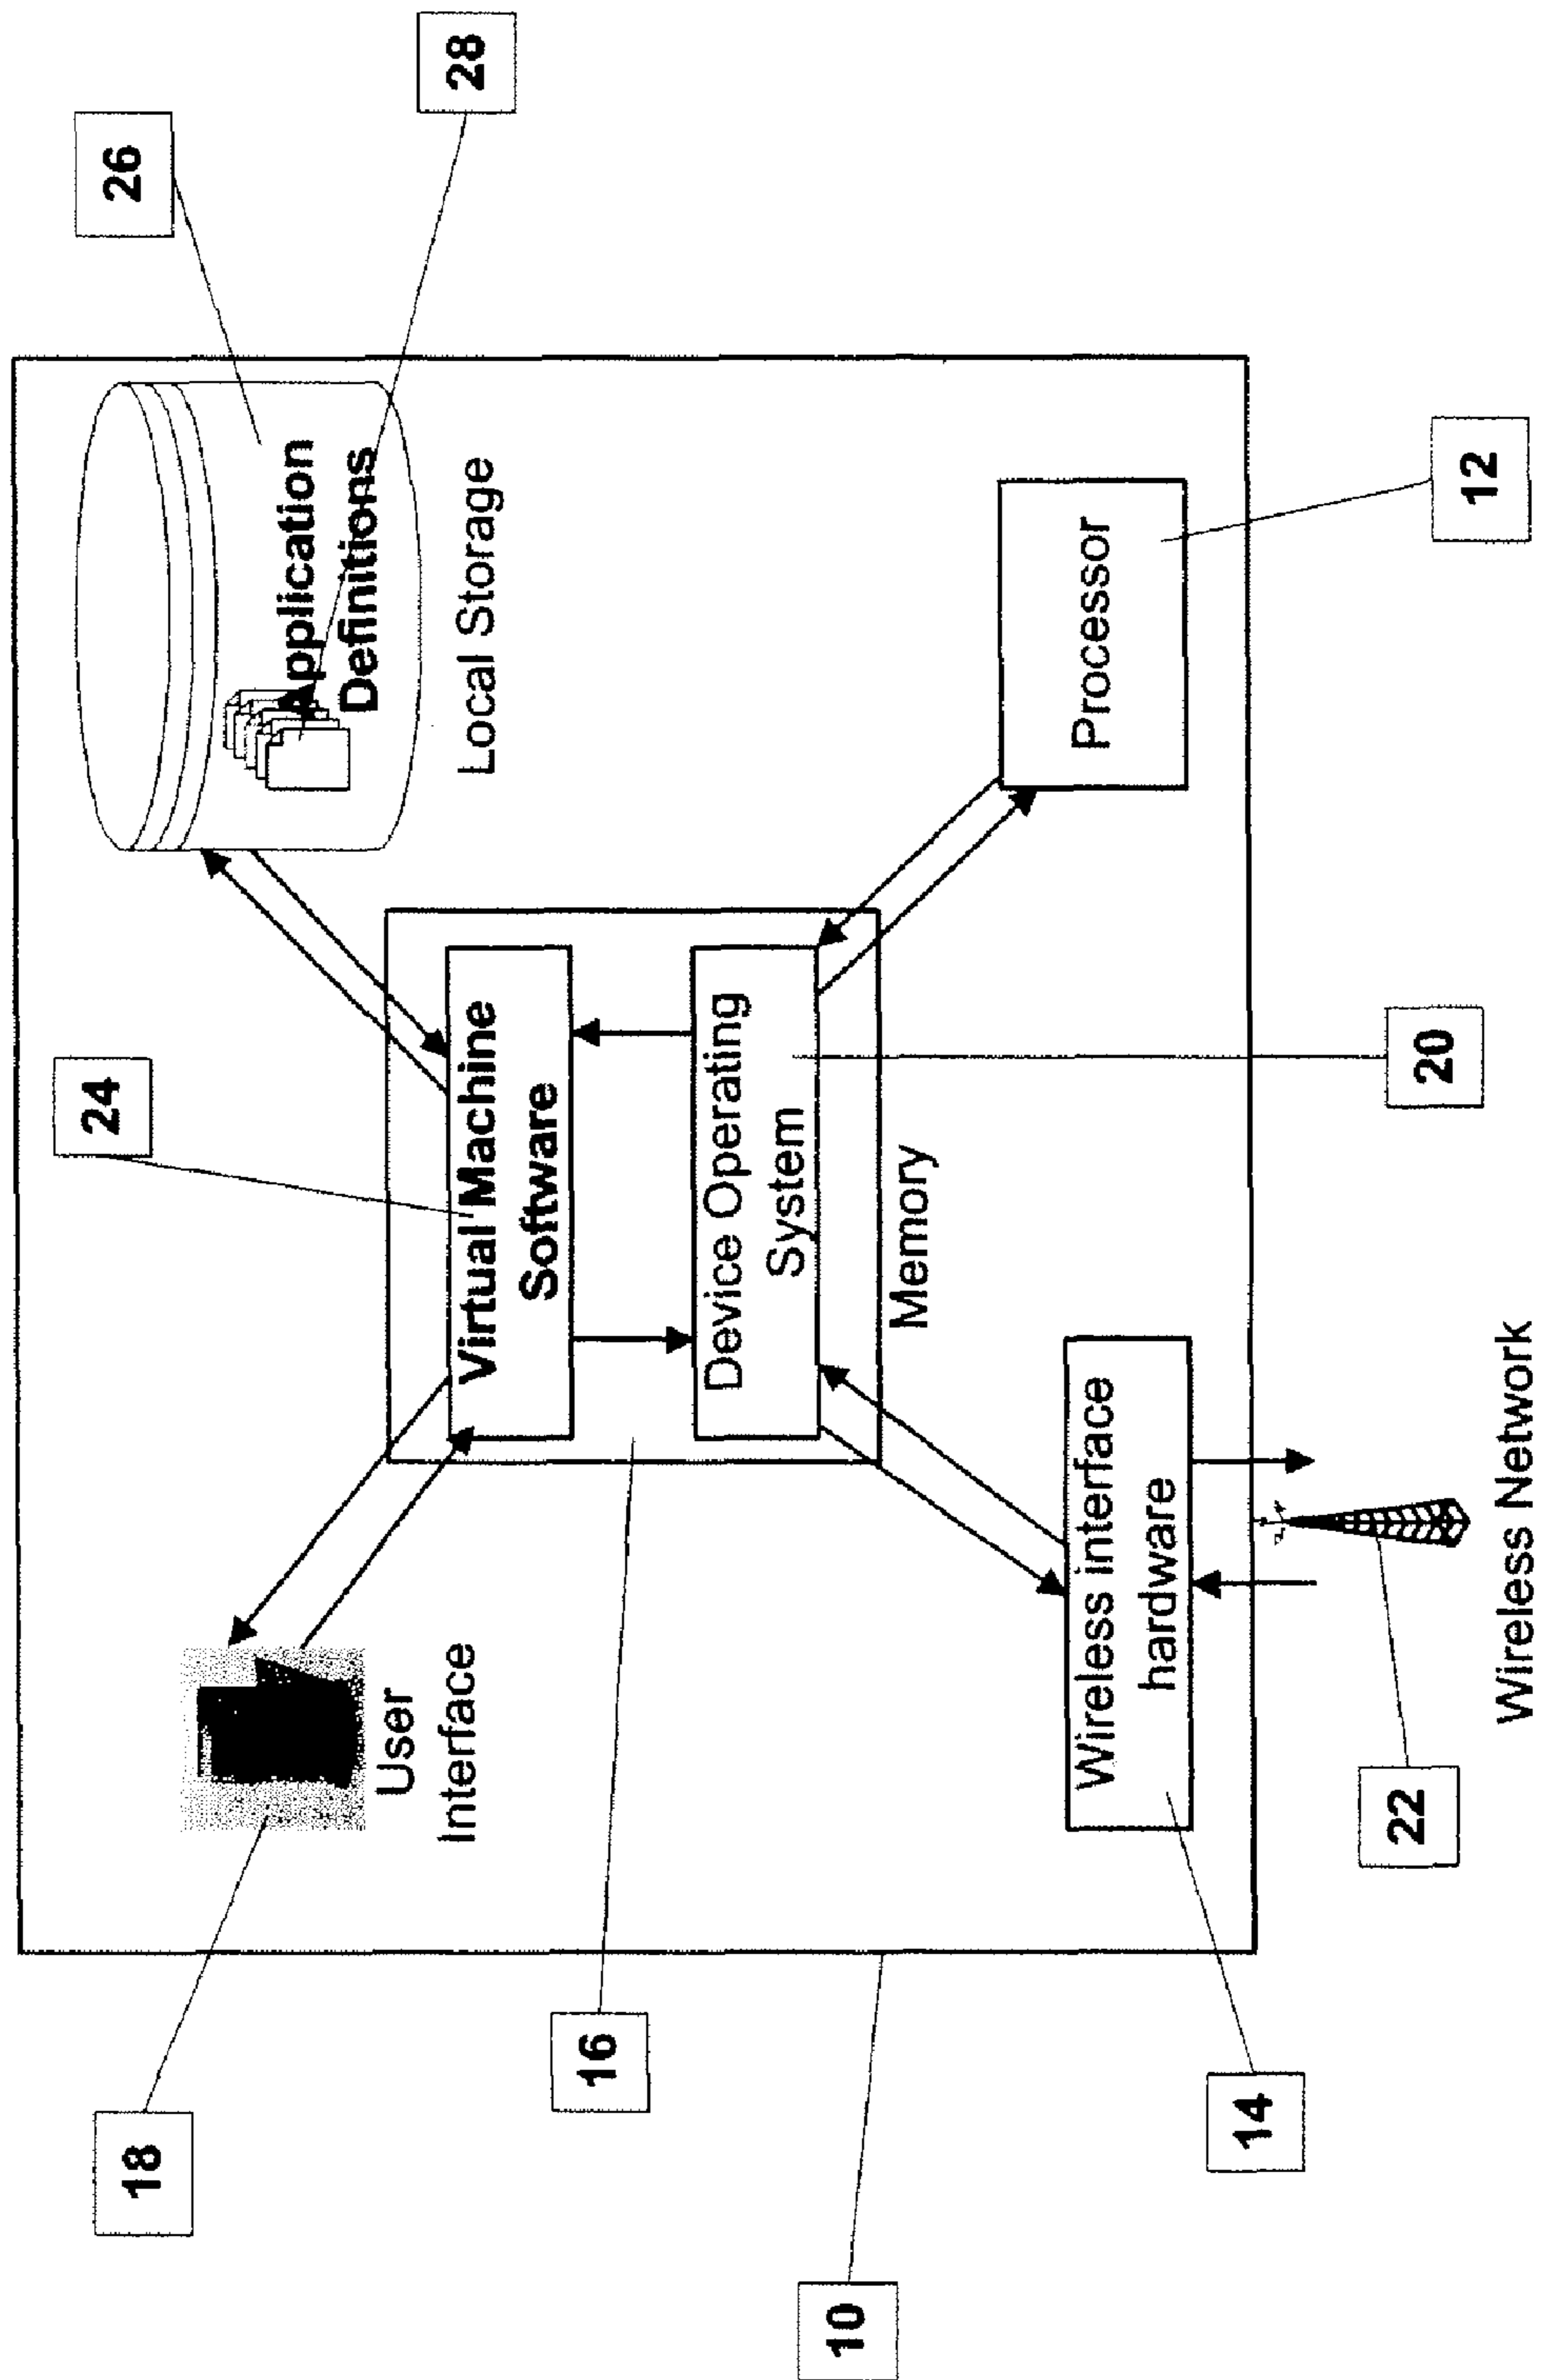 24
26
28
18
User
Interface
Virtual Machine
Software
Application
Definitions
Local Storage
16
Device Operating
System
Memory
10
Wireless interface
hardware
Processor
14
22
20
12
Wireless Network